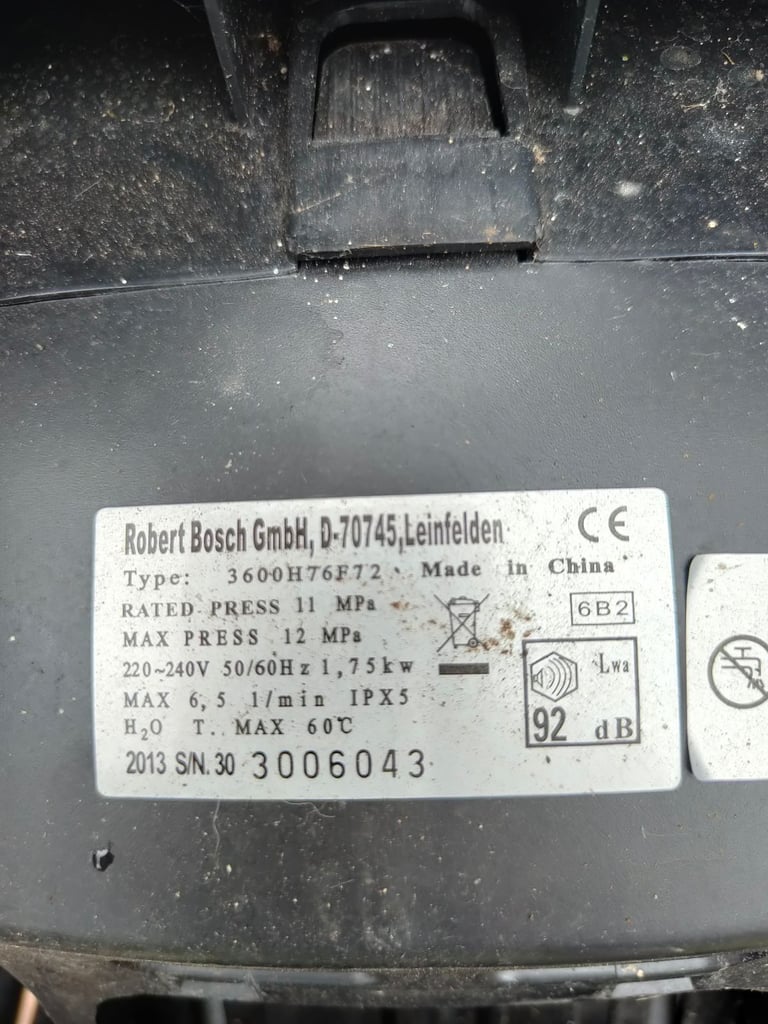 Robert Bosch GmbH, D-70745,Leinfelden CE
Type: 3600H76F72 Made in China
RATED PRESS 11 MPa
6B2
MAX PRESS 12 MPa
220~240V 50/60Hz 1,75kw
Lwa
MAX 6,5 l/min IPX5
H₂O T. MAX 60℃
92 dB
2013 S/N. 30 3006043